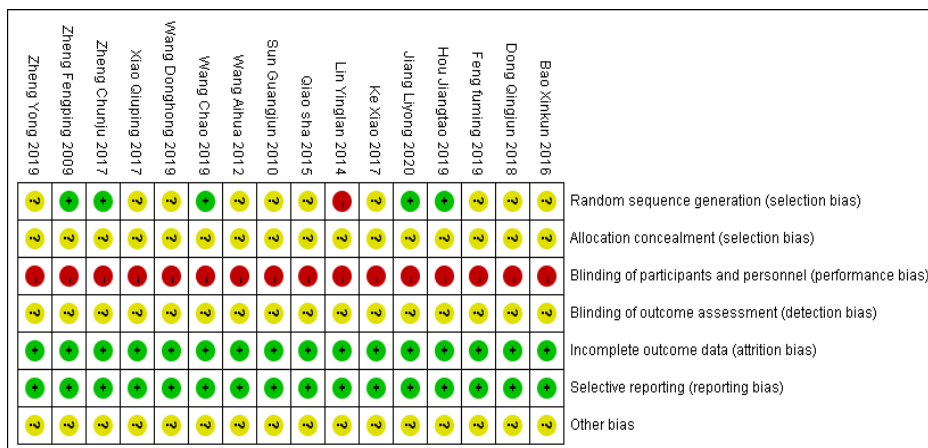 Zheng Yong 2019
Zheng Fengping 2009
Zheng Chunju 2017
Xiao Qiuping 2017
Wang Donghong 2019
Wang Chao 2019
Wang Aihua 2012
Sun Guangjun 2010
Qiao sha 2015
Lin Yinglan 2014
Ke Xiao 2017
Jiang Liyong 2020
Hou Jiangtao 2019
Feng fuming 2019
Dong Qingjun 2018
Bao Xinkun 2016
? + + ? ? + ? ? ? - ? + + ? ? ? Random sequence generation (selection bias)
? ? ? ? ? ? ? ? ? ? ? ? ? ? ? ? Allocation concealment (selection bias)
- - - - - - - - - - - - - - - - Blinding of participants and personnel (performance bias)
? ? ? ? ? ? ? ? ? ? ? ? ? ? ? ? Blinding of outcome assessment (detection bias)
+ + + + + + + + + + + + + + + + Incomplete outcome data (attrition bias)
+ + + + + + + + + + + + + + + + Selective reporting (reporting bias)
? ? ? ? ? ? ? ? ? ? ? ? ? ? ? ? Other bias